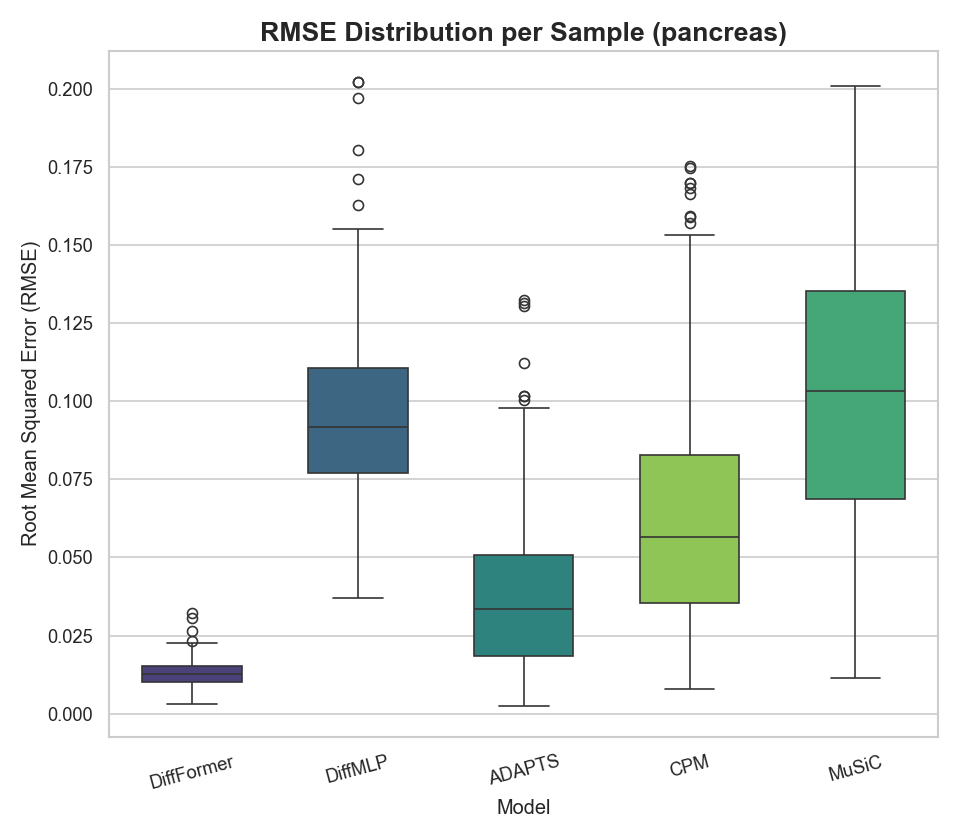 RMSE Distribution per Sample (pancreas)
Root Mean Squared Error (RMSE)
0.200
0.175
0.150
0.125
0.100
0.075
0.050
0.025
0.000
DiffFormer
DiffMLP
ADAPTS
CPM
MuSiC
Model